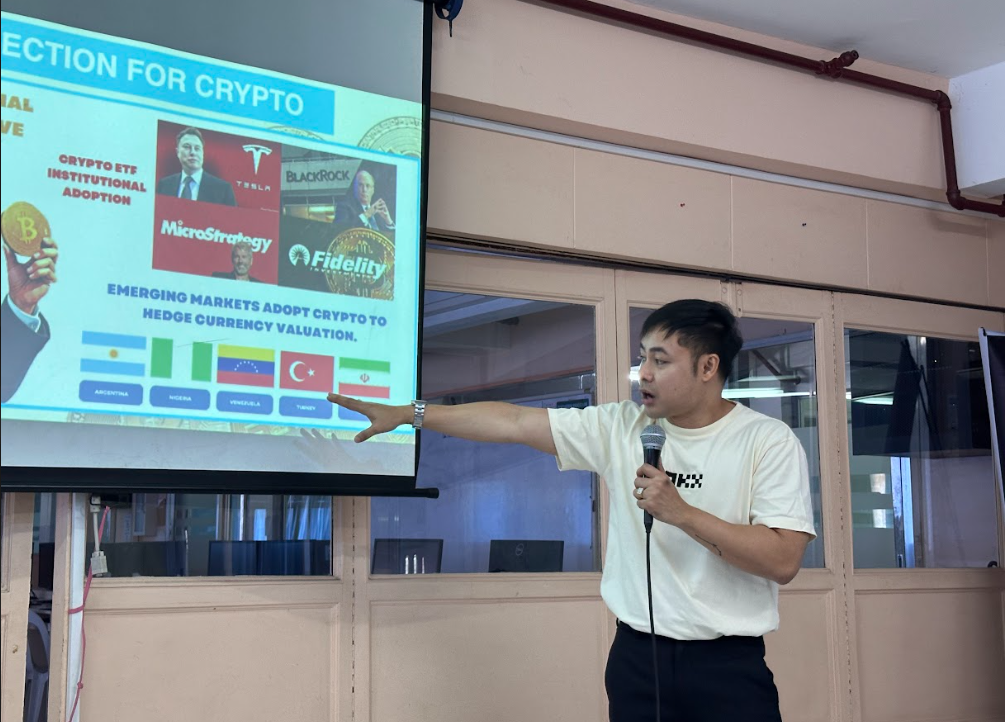 ECTION FOR CRYPTO
IAL
VE
CRYPTO ETF
INSTITUTIONAL
ADOPTION
TESLA
BLACKROCK
MicroStrategy
Fidelity
INVESTMENTS
EMERGING MARKETS ADOPT CRYPTO TO
HEDGE CURRENCY VALUATION.
ARGENTINA
NIGERIA
VENEZUELA
TURKEY